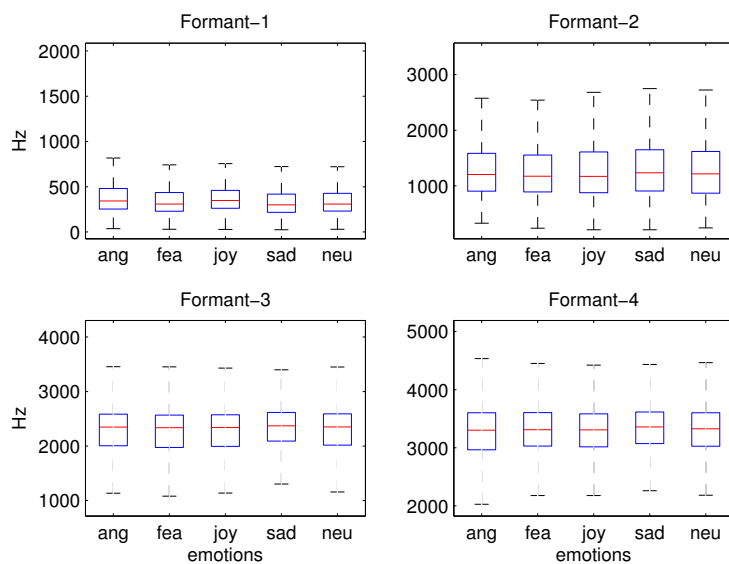 Formant−1
Hz
2000
1500
1000
500
0
ang fea joy sad neu
Formant−2
3000
2000
1000
ang fea joy sad neu
Formant−3
Hz
4000
3000
2000
1000
ang fea joy sad neu
emotions
Formant−4
5000
4000
3000
2000
ang fea joy sad neu
emotions